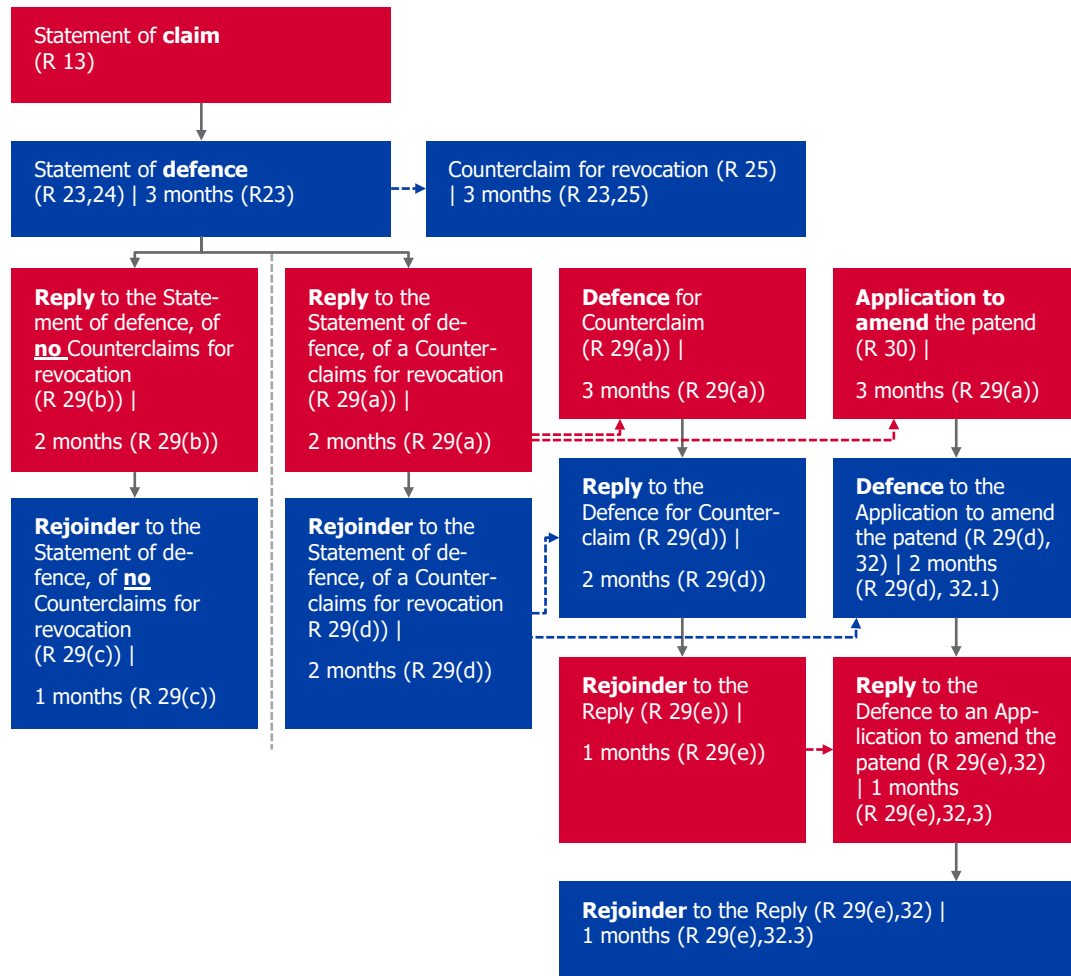 Statement of claim
(R 13)
Statement of defence
(R 23,24) | 3 months (R23)
Counterclaim for revocation (R 25)
| 3 months (R 23,25)
Reply to the State-
ment of defence, of
no Counterclaims for
revocation
(R 29(b)) |
2 months (R 29(b))
Reply to the
Statement of de-
fence, of a Counter-
claims for revocation
(R 29(a)) |
2 months (R 29(a))
Defence for
Counterclaim
(R 29(a)) |
3 months (R 29(a))
Application to
amend the patend
(R 30) |
3 months (R 29(a))
Rejoinder to the
Statement of de-
fence, of no
Counterclaims for
revocation
(R 29(c)) |
1 months (R 29(c))
Rejoinder to the
Statement of de-
fence, of a Counter-
claims for revocation
R 29(d)) |
2 months (R 29(d))
Reply to the
Defence for Counter-
claim (R 29(d)) |
2 months (R 29(d))
Defence to the
Application to amend
the patend (R 29(d),
32) | 2 months
(R 29(d), 32.1)
Rejoinder to the
Reply (R 29(e)) |
1 months (R 29(e))
Reply to the
Defence to an App-
lication to amend the
patend (R 29(e),32)
| 1 months
(R 29(e),32,3)
Rejoinder to the Reply (R 29(e),32) |
1 months (R 29(e),32.3)